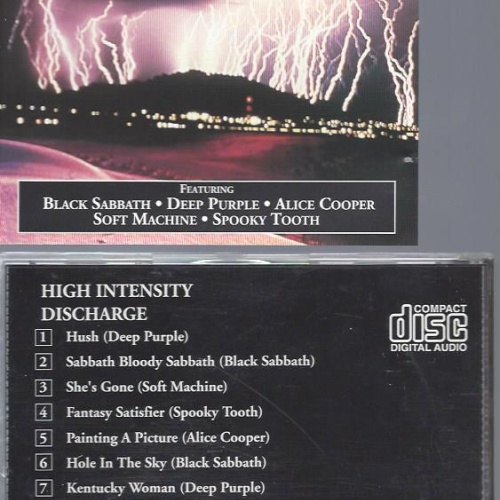 FEATURING
BLACK SABBATH • DEEP PURPLE • ALICE COOPER
SOFT MACHINE • SPOOKY TOOTH
HIGH INTENSITY
DISCHARGE
COMPACT
disc
DIGITAL AUDIO
1 Hush (Deep Purple)
2 Sabbath Bloody Sabbath (Black Sabbath)
3 She's Gone (Soft Machine)
4 Fantasy Satisfier (Spooky Tooth)
5 Painting A Picture (Alice Cooper)
6 Hole In The Sky (Black Sabbath)
7 Kentucky Woman (Deep Purple)